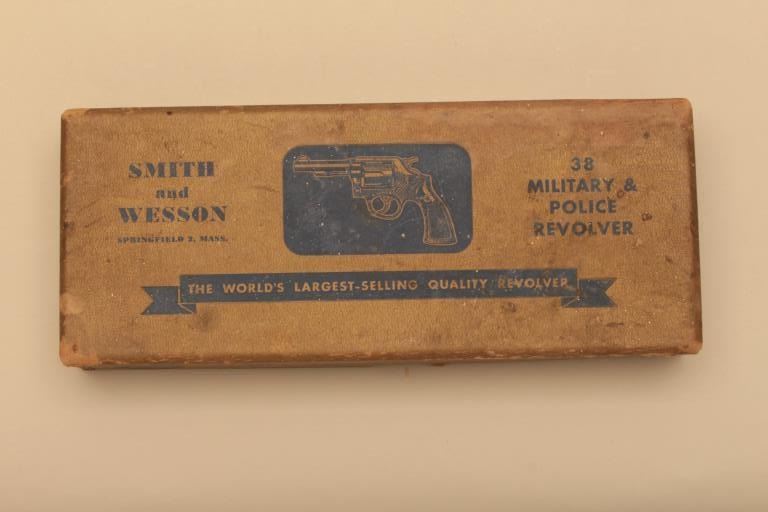 SMITH
and
WESSON
SPRINGFIELD 2, MASS.
38
MILITARY &
POLICE
REVOLVER
THE WORLD'S LARGEST-SELLING QUALITY REVOLVER